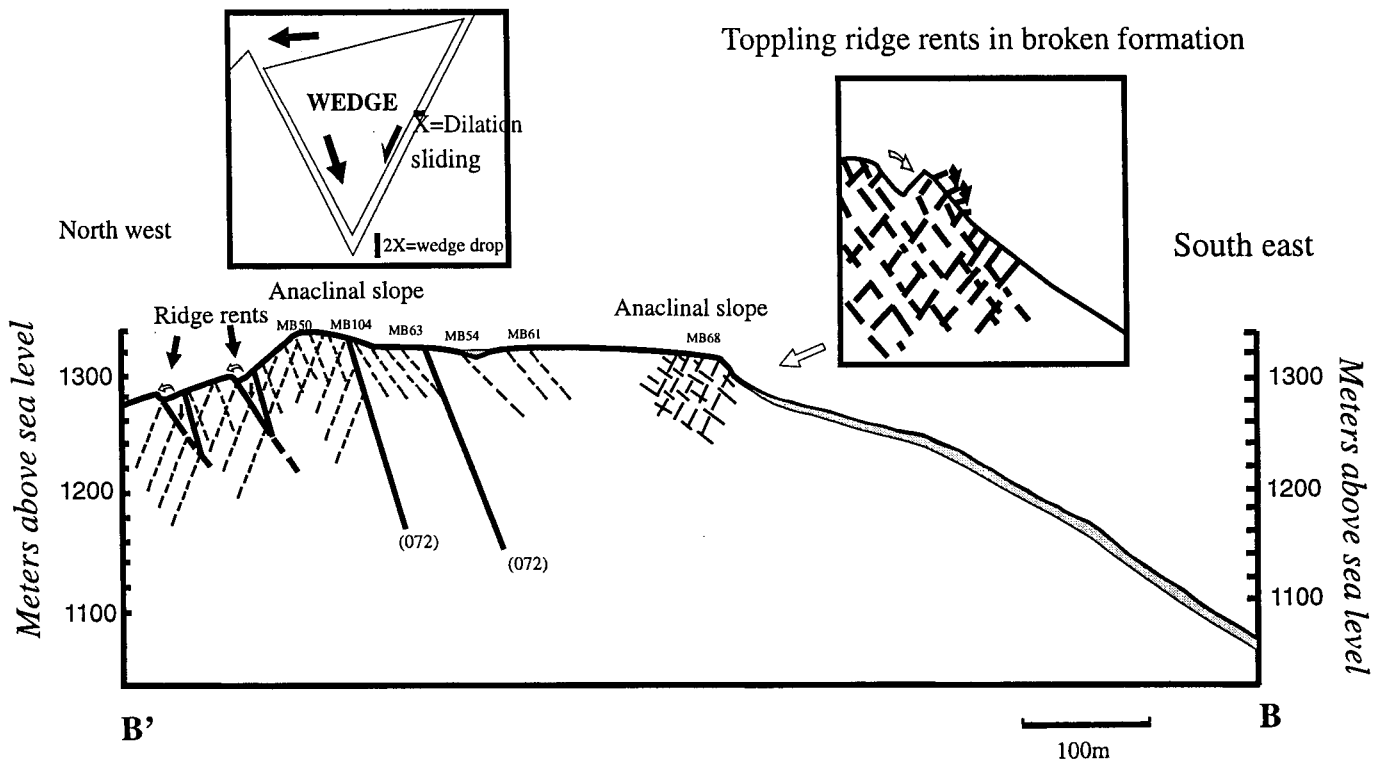 Toppling ridge rents in broken formation
WEDGE
X=Dilation
sliding
2X=wedge drop
North west
South east
Anaclinal slope
Anaclinal slope
Ridge rents
MB50
MB104
MB63
MB54
MB61
MB68
Meters above sea level
1300
1200
1100
Meters above sea level
1300
1200
1100
(072)
(072)
B’
B
100m